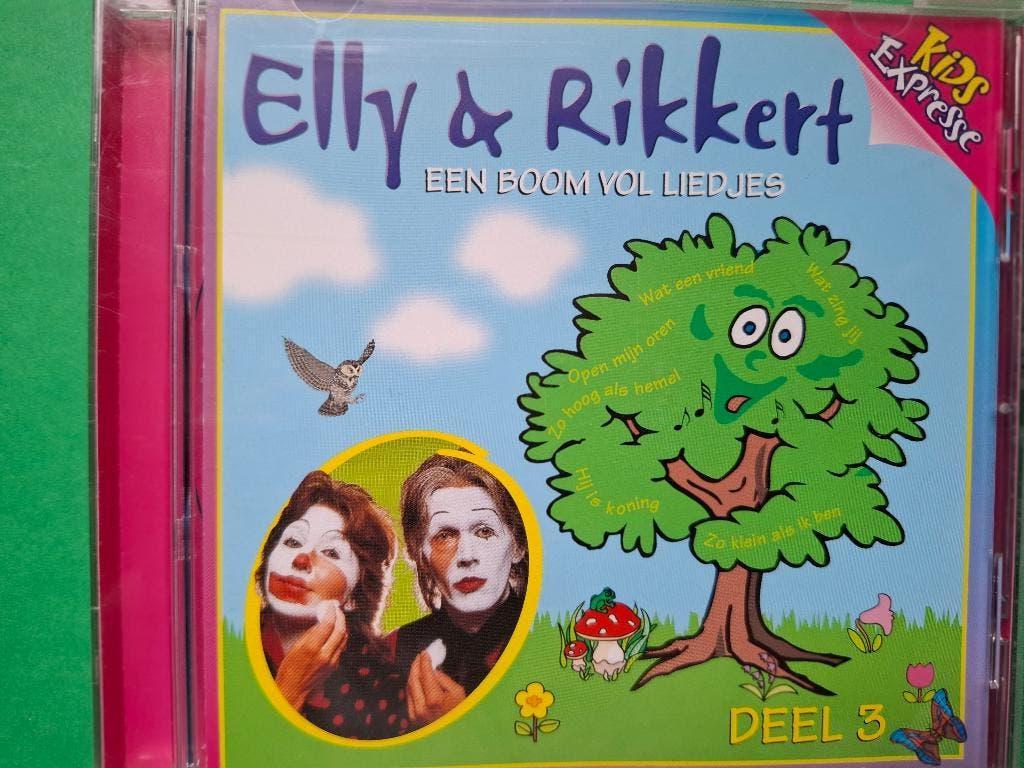 Elly & Rikkert
EEN BOOM VOL LIEDJES
Kids
Expresse
Wat een vriend
Wat zing jij
Open mijn oren
Zo hoog als hemel
Hij is koning
Zo klein als ik ben
DEEL 3